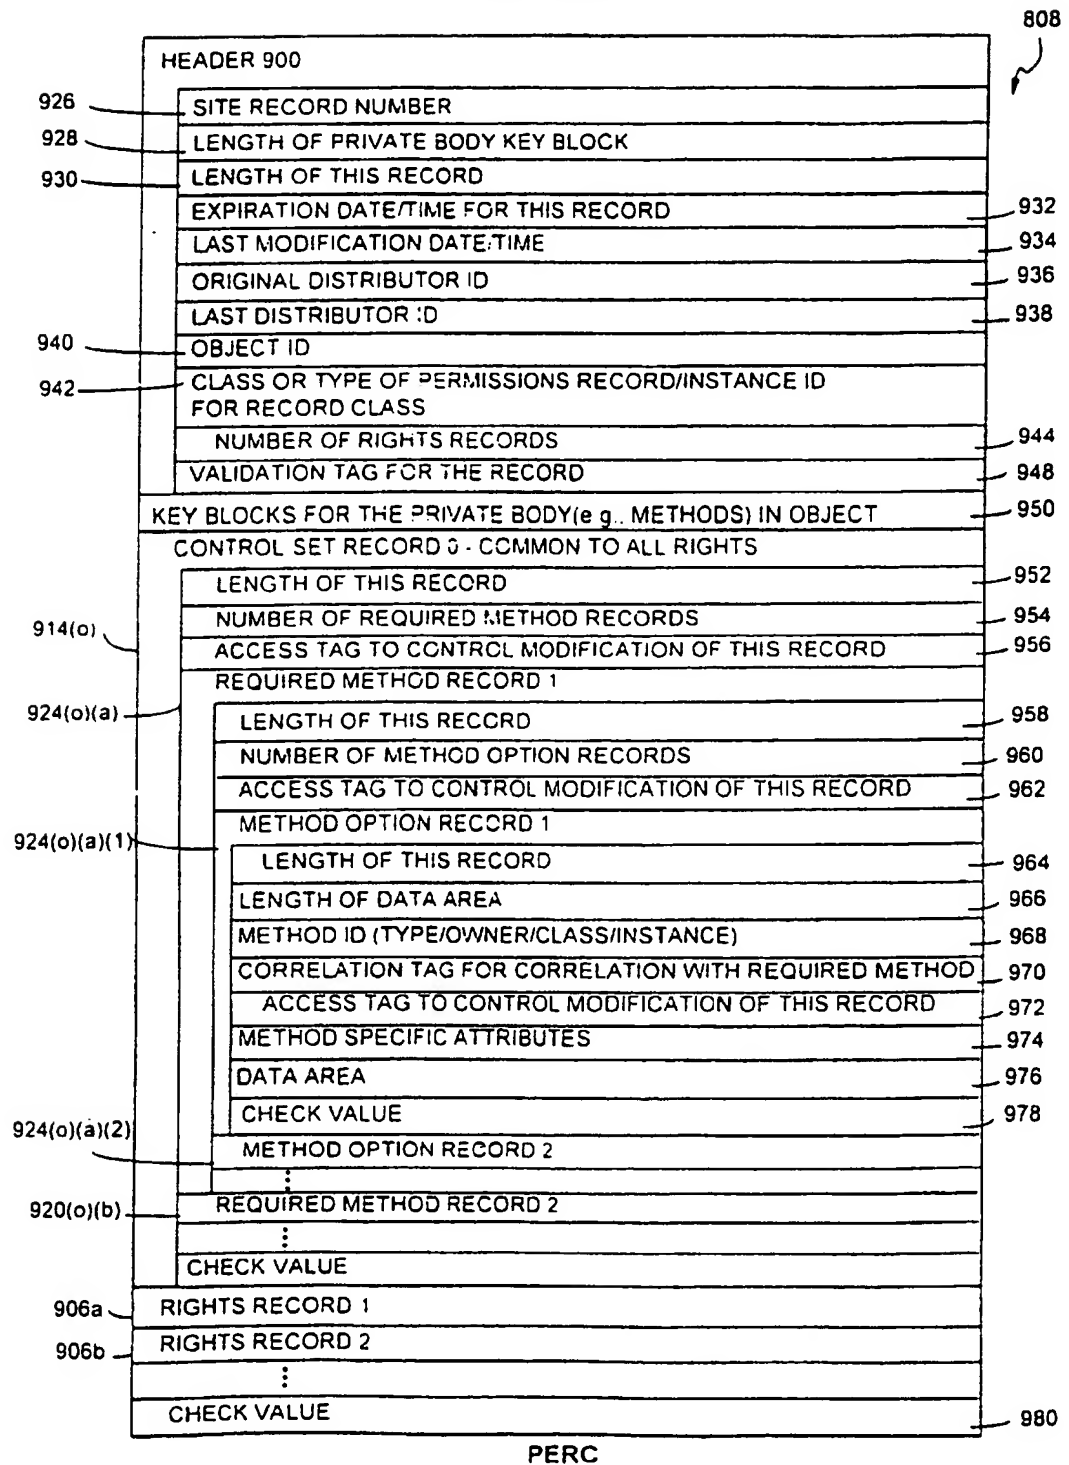 808
HEADER 900
926 SITE RECORD NUMBER
928 LENGTH OF PRIVATE BODY KEY BLOCK
930 LENGTH OF THIS RECORD
EXPIRATION DATE/TIME FOR THIS RECORD 932
LAST MODIFICATION DATE/TIME 934
ORIGINAL DISTRIBUTOR ID 936
LAST DISTRIBUTOR ID 938
940 OBJECT ID
942 CLASS OR TYPE OF PERMISSIONS RECORD/INSTANCE ID
FOR RECORD CLASS
NUMBER OF RIGHTS RECORDS 944
VALIDATION TAG FOR THE RECORD 948
KEY BLOCKS FOR THE PRIVATE BODY(e g., METHODS) IN OBJECT 950
CONTROL SET RECORD 0 - COMMON TO ALL RIGHTS
LENGTH OF THIS RECORD 952
NUMBER OF REQUIRED METHOD RECORDS 954
914(o) ACCESS TAG TO CONTROL MODIFICATION OF THIS RECORD 956
REQUIRED METHOD RECORD 1
924(o)(a) LENGTH OF THIS RECORD 958
NUMBER OF METHOD OPTION RECORDS 960
ACCESS TAG TO CONTROL MODIFICATION OF THIS RECORD 962
METHOD OPTION RECORD 1
924(o)(a)(1) LENGTH OF THIS RECORD 964
LENGTH OF DATA AREA 966
METHOD ID (TYPE/OWNER/CLASS/INSTANCE) 968
CORRELATION TAG FOR CORRELATION WITH REQUIRED METHOD 970
ACCESS TAG TO CONTROL MODIFICATION OF THIS RECORD 972
METHOD SPECIFIC ATTRIBUTES 974
DATA AREA 976
CHECK VALUE 978
924(o)(a)(2) METHOD OPTION RECORD 2
920(o)(b) REQUIRED METHOD RECORD 2
CHECK VALUE
906a RIGHTS RECORD 1
906b RIGHTS RECORD 2
CHECK VALUE 980
PERC